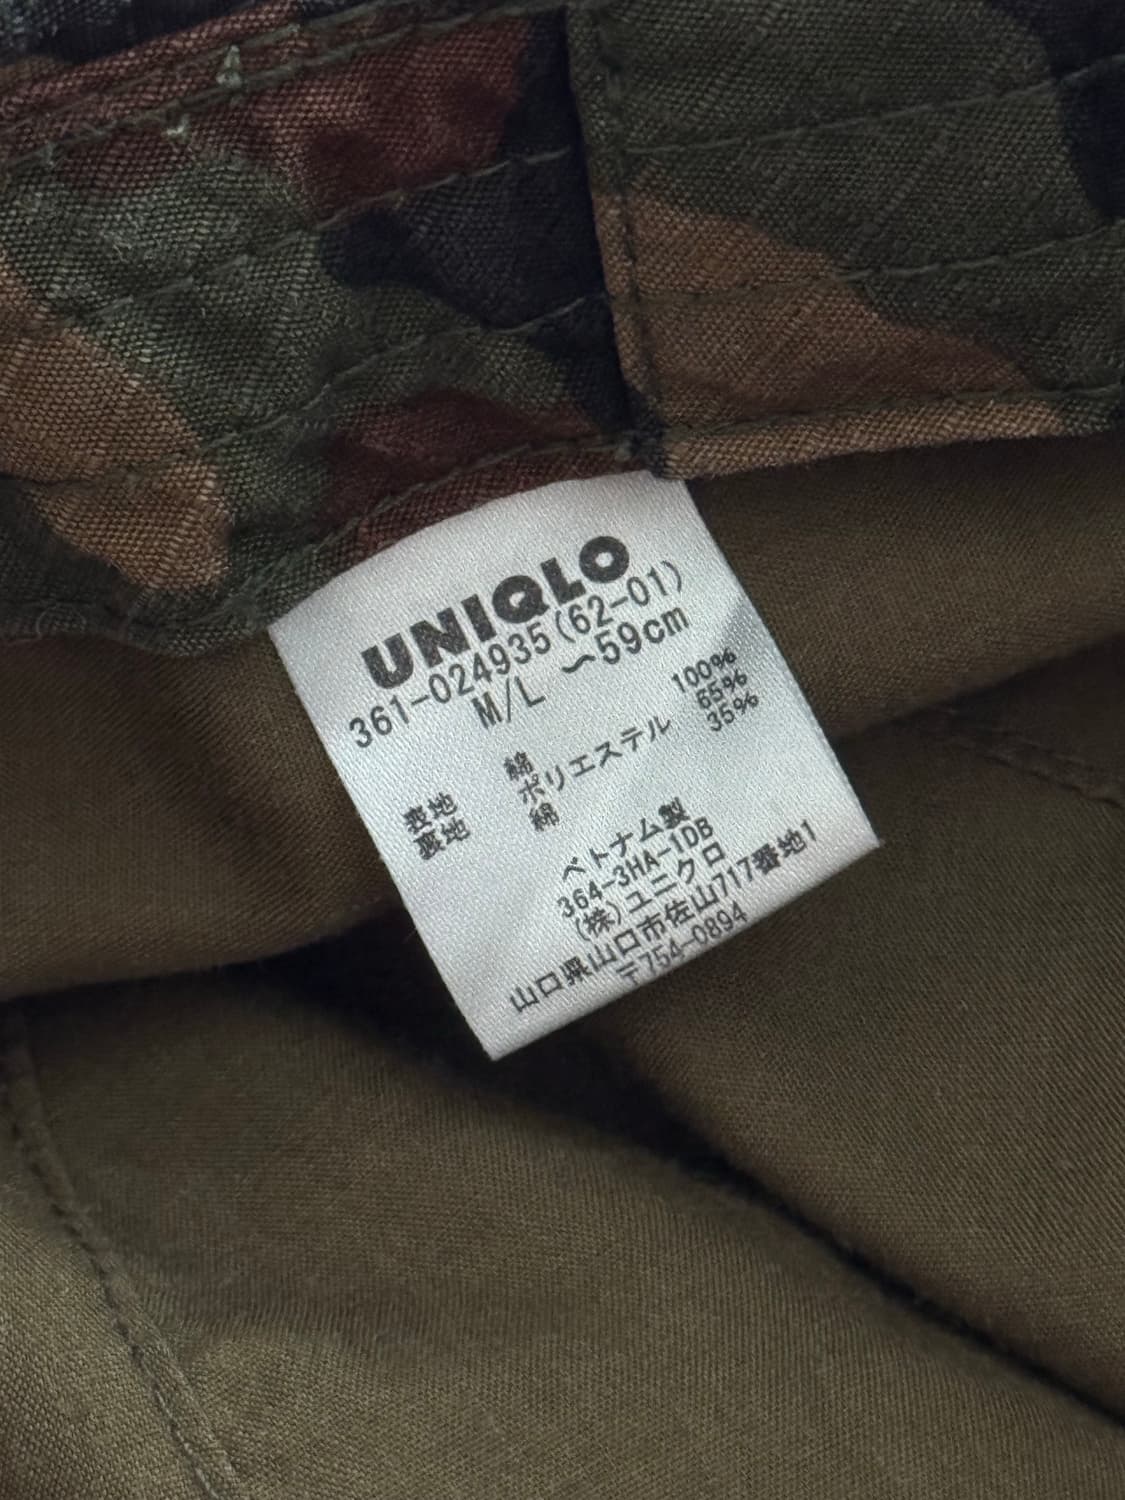 UNIQLO
361-024935(62-01)
M/L ～59cm
表地 綿 100%
裏地 ポリエステル 65%
綿 35%
ベトナム製
364-3HA-1DB
(株)ユニクロ
山口県山口市佐山717番地1
〒754-0894